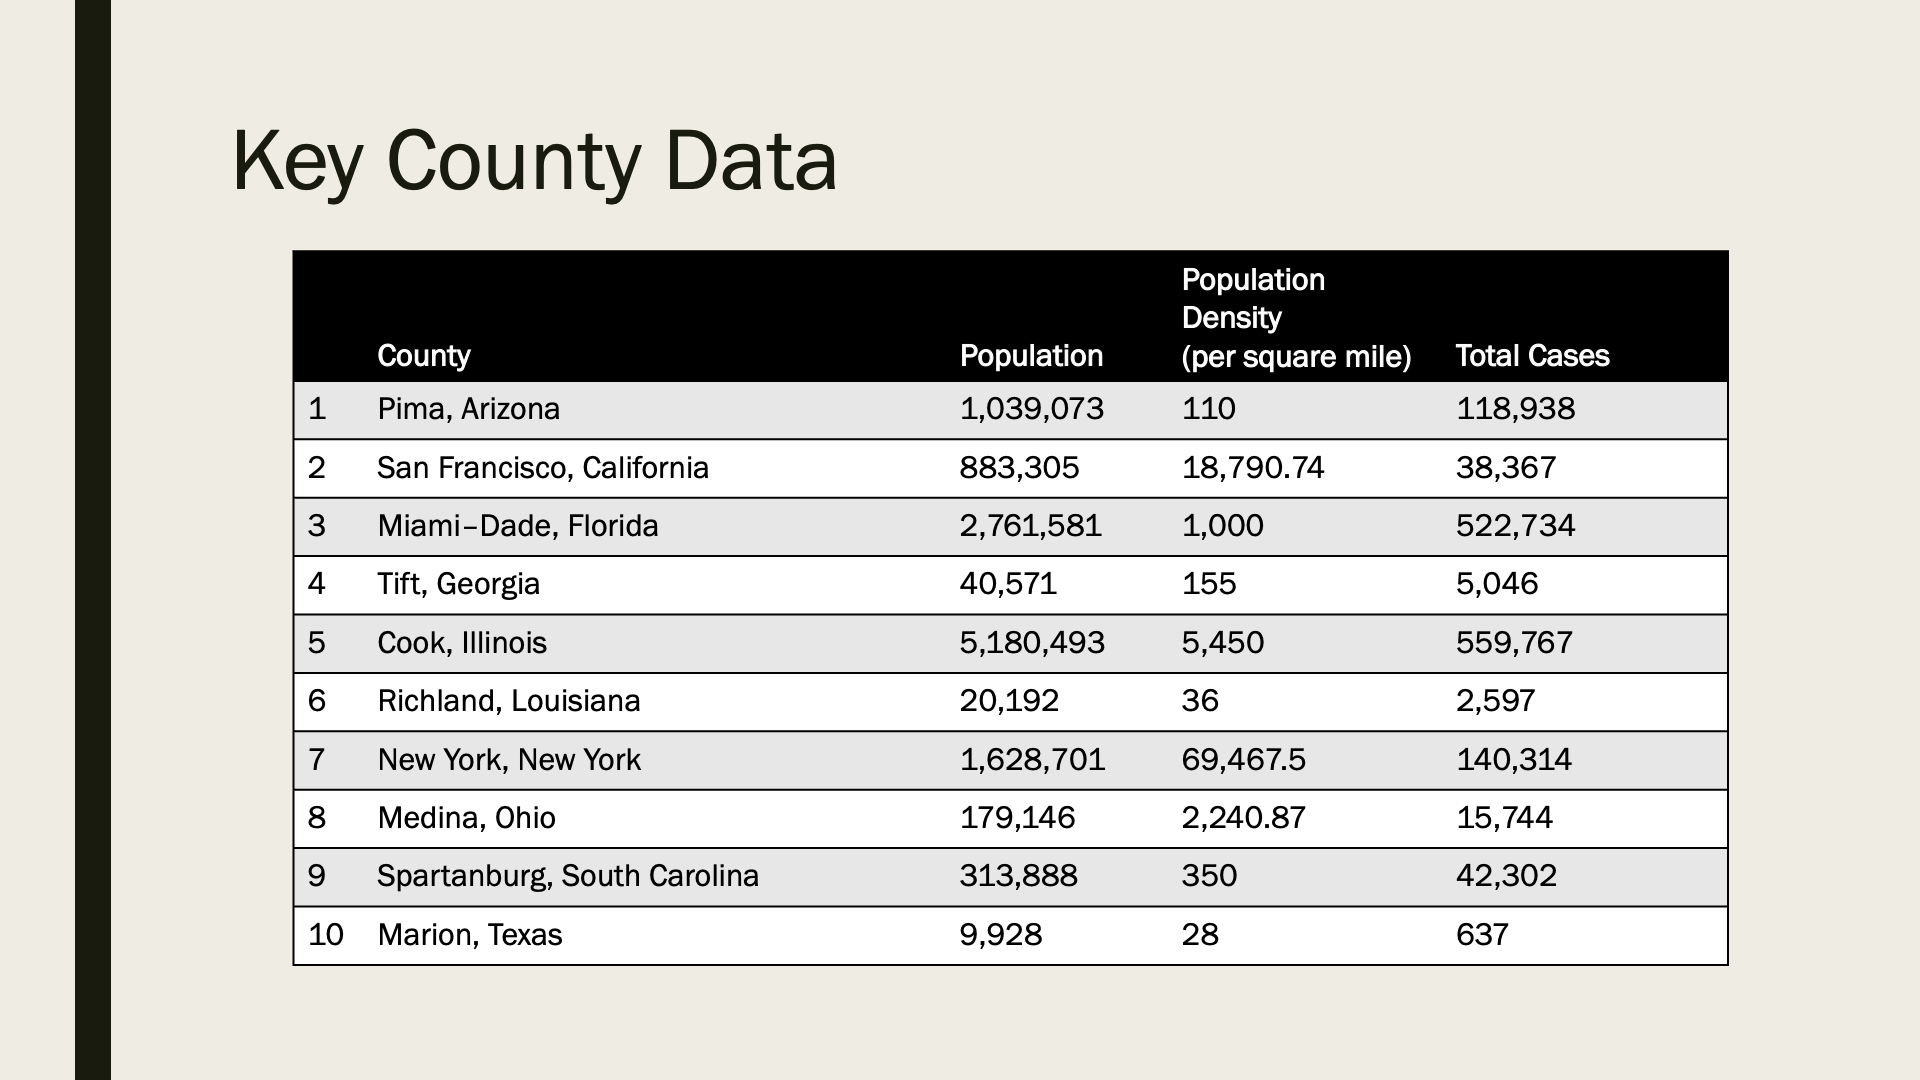 Key County Data
Population
Density
County Population (per square mile) Total Cases
1 Pima, Arizona 1,039,073 110 118,938
2 San Francisco, California 883,305 18,790.74 38,367
3 Miami–Dade, Florida 2,761,581 1,000 522,734
4 Tift, Georgia 40,571 155 5,046
5 Cook, Illinois 5,180,493 5,450 559,767
6 Richland, Louisiana 20,192 36 2,597
7 New York, New York 1,628,701 69,467.5 140,314
8 Medina, Ohio 179,146 2,240.87 15,744
9 Spartanburg, South Carolina 313,888 350 42,302
10 Marion, Texas 9,928 28 637